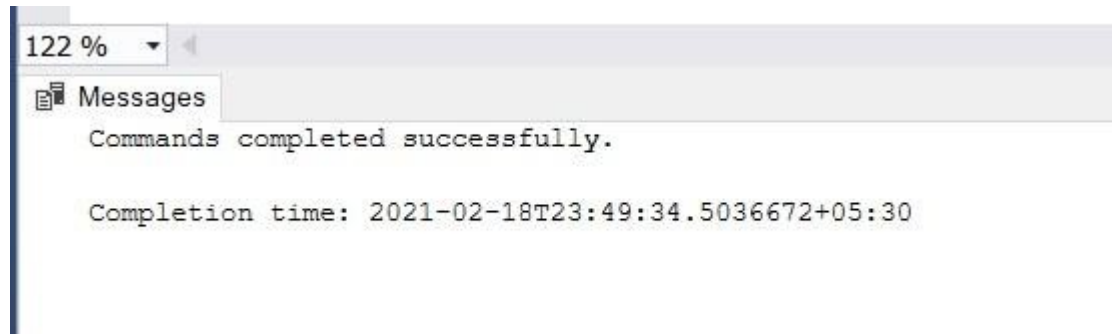 122 %
Messages
Commands completed successfully.
Completion time: 2021-02-18T23:49:34.5036672+05:30